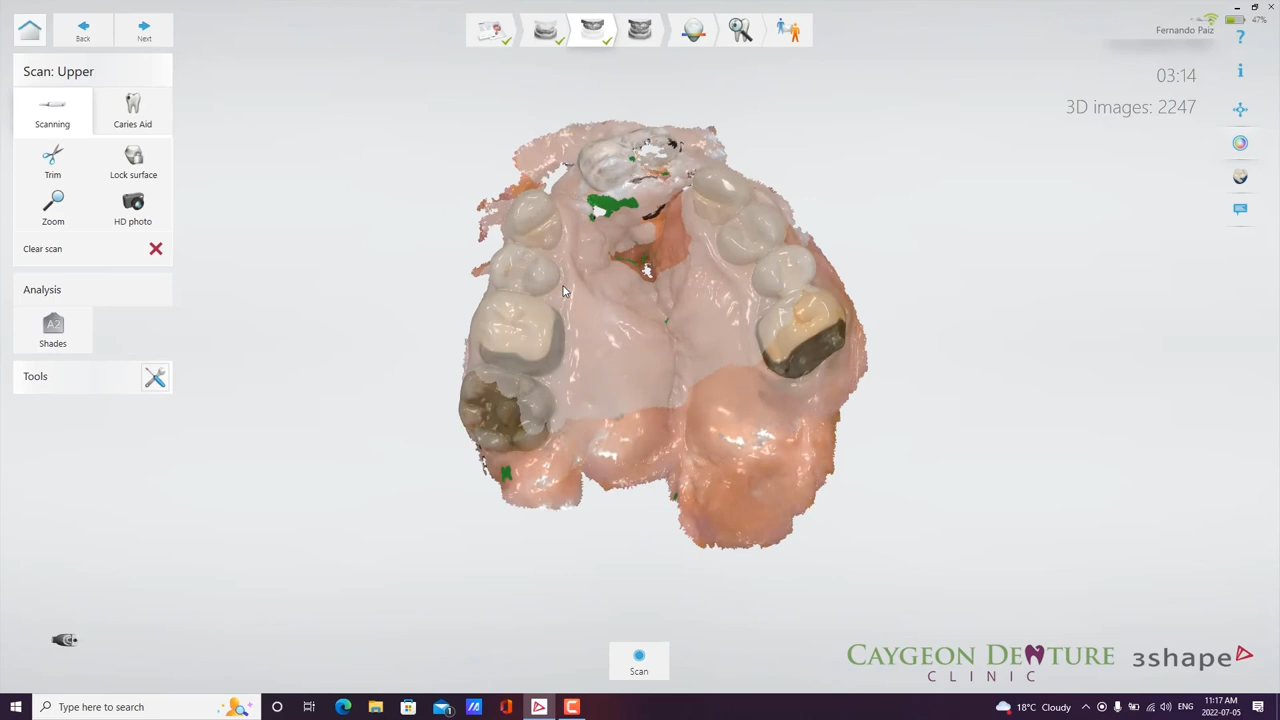 Back
Next
47%
Fernando Paiz
?
i
Scan: Upper
03:14
3D images: 2247
Scanning
Caries Aid
Trim
Lock surface
Zoom
HD photo
Clear scan
Analysis
A2
Shades
Tools
Scan
CAYGEON DENTURE
CLINIC
3shape
Type here to search
18°C Cloudy
ENG
11:17 AM
2022-07-05